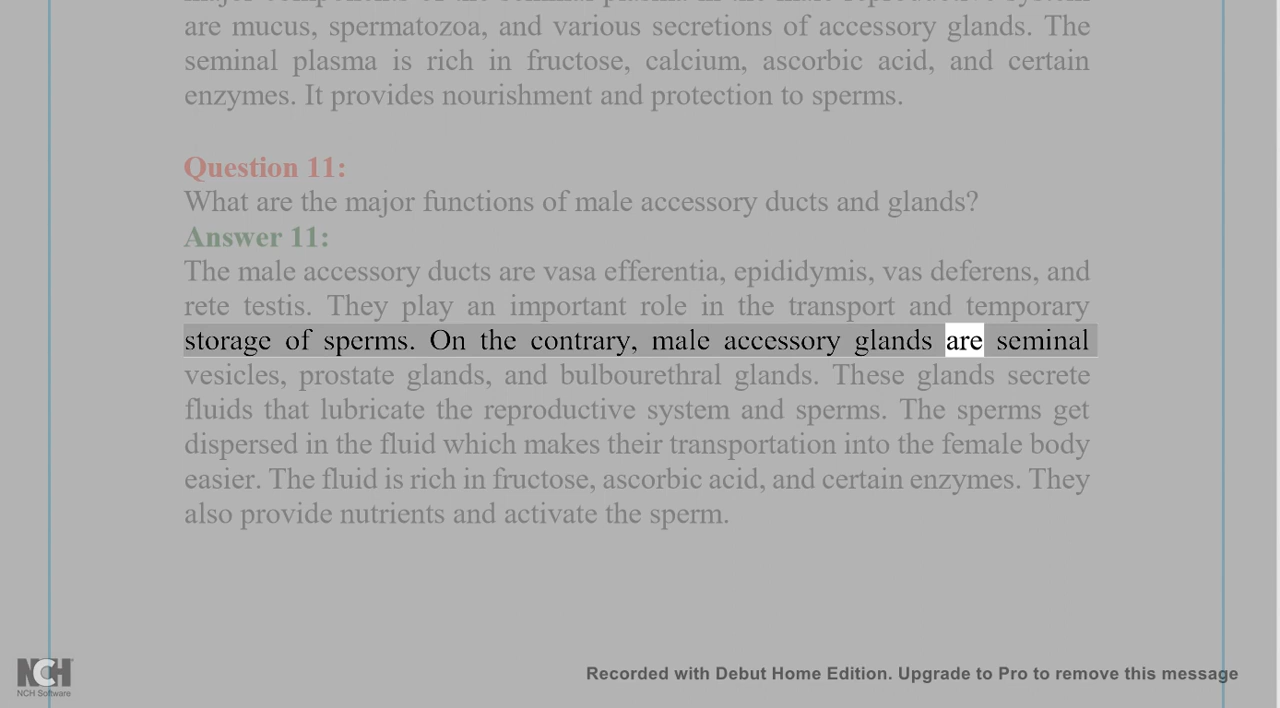 are mucus, spermatozoa, and various secretions of accessory glands. The
seminal plasma is rich in fructose, calcium, ascorbic acid, and certain
enzymes. It provides nourishment and protection to sperms.
Question 11:
What are the major functions of male accessory ducts and glands?
Answer 11:
The male accessory ducts are vasa efferentia, epididymis, vas deferens, and
rete testis. They play an important role in the transport and temporary
storage of sperms. On the contrary, male accessory glands are seminal
vesicles, prostate glands, and bulbourethral glands. These glands secrete
fluids that lubricate the reproductive system and sperms. The sperms get
dispersed in the fluid which makes their transportation into the female body
easier. The fluid is rich in fructose, ascorbic acid, and certain enzymes. They
also provide nutrients and activate the sperm.
NCH
NCH Software
Recorded with Debut Home Edition. Upgrade to Pro to remove this message